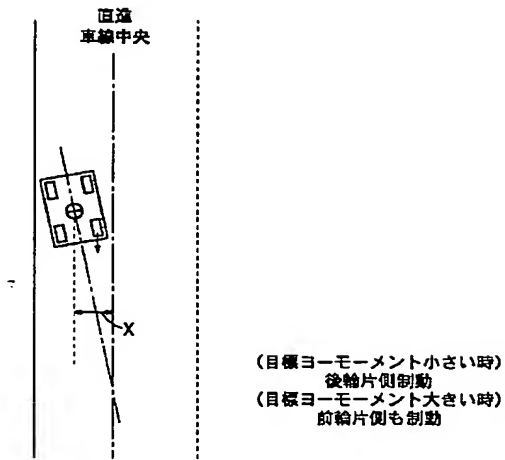 直進
車線中央
X
(目標ヨーモーメント小さい時)
後輪片側制動
(目標ヨーモーメント大きい時)
前輪片側も制動